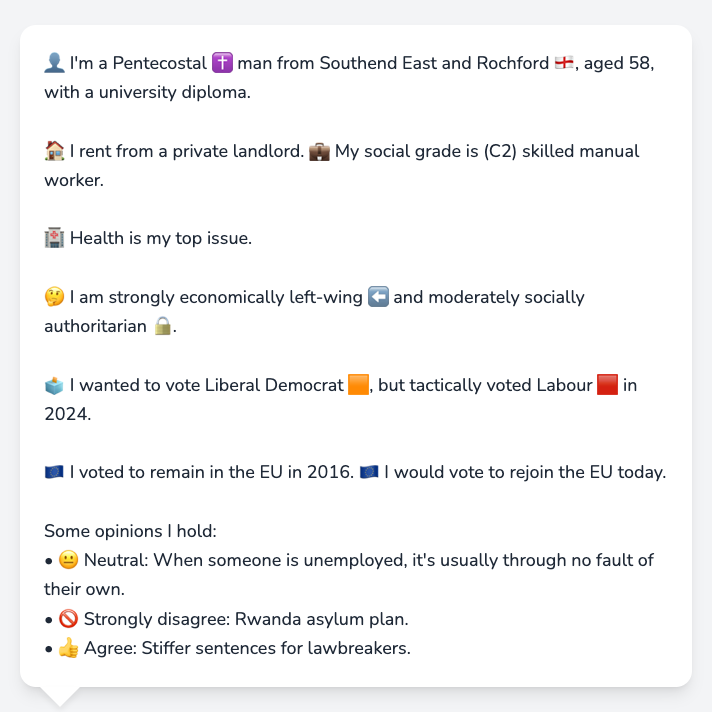 👤 I'm a Pentecostal ✝️ man from Southend East and Rochford 🏴󠁧󠁢󠁥󠁮󠁧󠁿, aged 58,
with a university diploma.
🏠 I rent from a private landlord. 💼 My social grade is (C2) skilled manual
worker.
🏥 Health is my top issue.
🤔 I am strongly economically left-wing ⬅️ and moderately socially
authoritarian 🔒.
🗳️ I wanted to vote Liberal Democrat 🟧, but tactically voted Labour 🟥 in
2024.
🇪🇺 I voted to remain in the EU in 2016. 🇪🇺 I would vote to rejoin the EU today.
Some opinions I hold:
• 😐 Neutral: When someone is unemployed, it's usually through no fault of
their own.
• 🚫 Strongly disagree: Rwanda asylum plan.
• 👍 Agree: Stiffer sentences for lawbreakers.